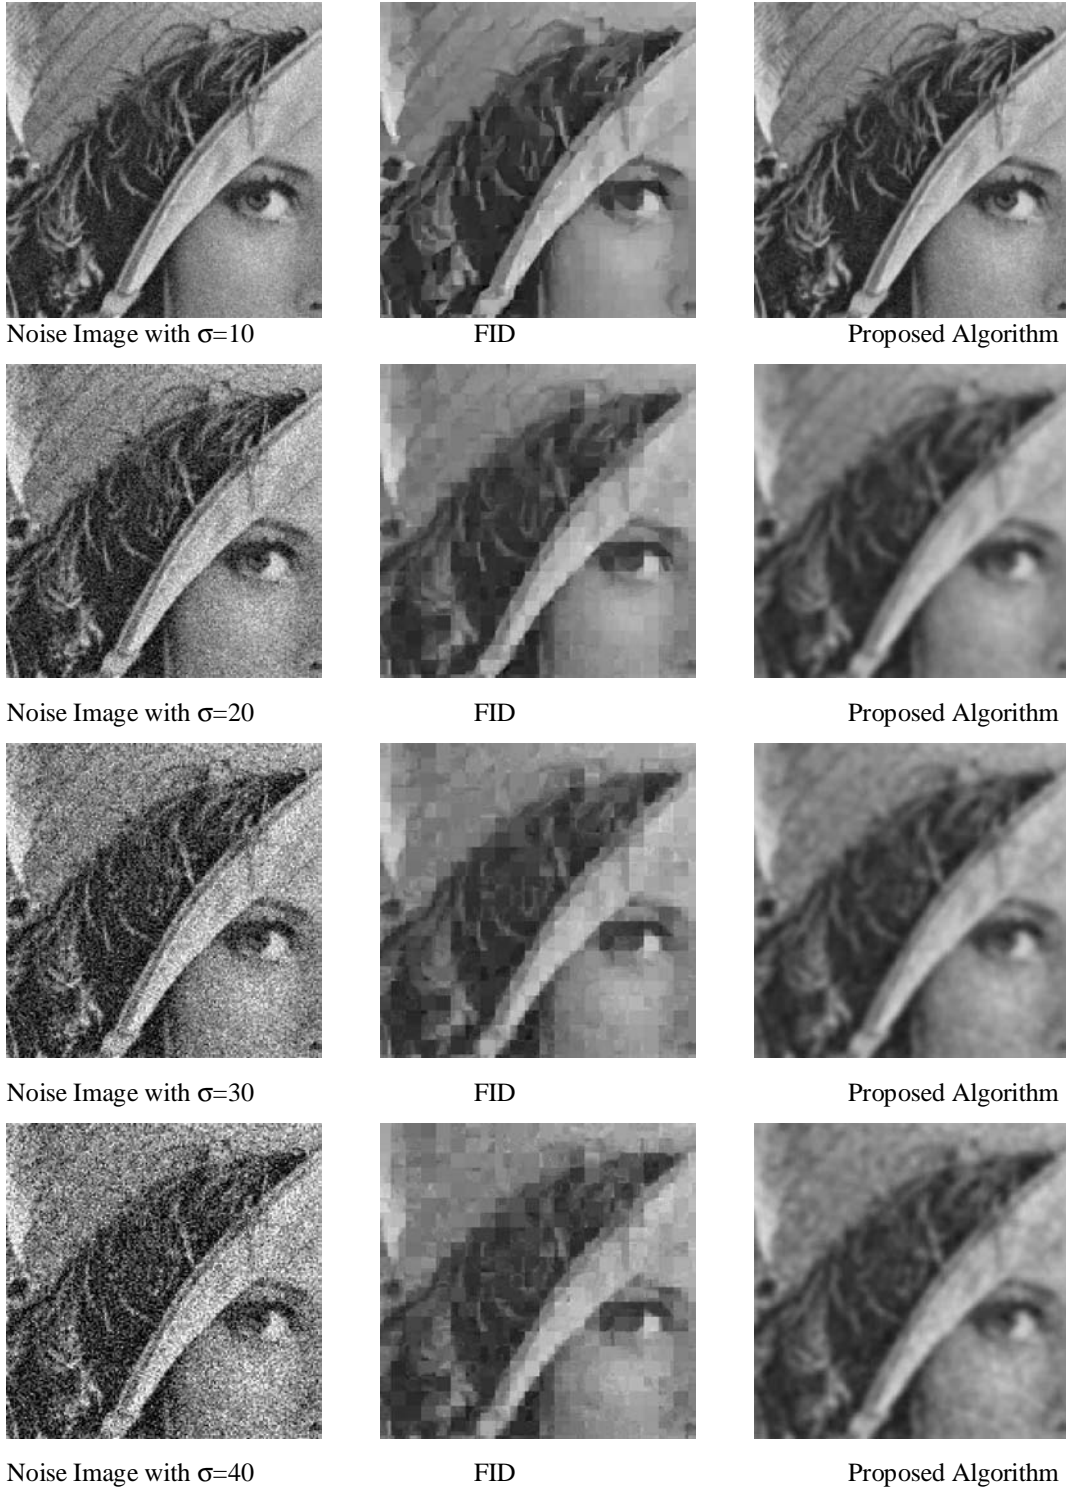 Noise Image with σ=10 FID Proposed Algorithm
Noise Image with σ=20 FID Proposed Algorithm
Noise Image with σ=30 FID Proposed Algorithm
Noise Image with σ=40 FID Proposed Algorithm